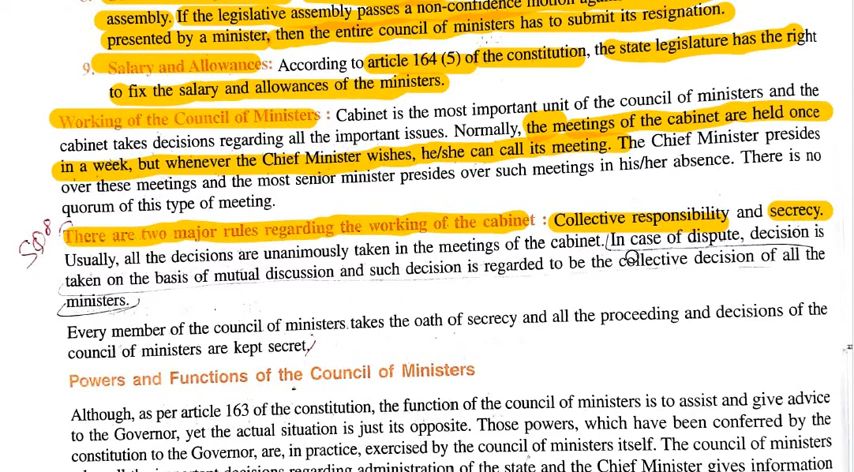 assembly. If the legislative assembly passes a non-confidence motion
presented by a minister, then the entire council of ministers has to submit its resignation.
9. Salary and Allowances: According to article 164 (5) of the constitution, the state legislature has the right
to fix the salary and allowances of the ministers.
Working of the Council of Ministers : Cabinet is the most important unit of the council of ministers and the
cabinet takes decisions regarding all the important issues. Normally, the meetings of the cabinet are held once
in a week, but whenever the Chief Minister wishes, he/she can call its meeting. The Chief Minister presides
over these meetings and the most senior minister presides over such meetings in his/her absence. There is no
quorum of this type of meeting.
There are two major rules regarding the working of the cabinet : Collective responsibility and secrecy.
Usually, all the decisions are unanimously taken in the meetings of the cabinet. In case of dispute, decision is
taken on the basis of mutual discussion and such decision is regarded to be the collective decision of all the
ministers.
Every member of the council of ministers takes the oath of secrecy and all the proceeding and decisions of the
council of ministers are kept secret.
Powers and Functions of the Council of Ministers
Although, as per article 163 of the constitution, the function of the council of ministers is to assist and give advice
to the Governor, yet the actual situation is just its opposite. Those powers, which have been conferred by the
constitution to the Governor, are, in practice, exercised by the council of ministers itself. The council of ministers
decisions regarding administration of the state and the Chief Minister gives information